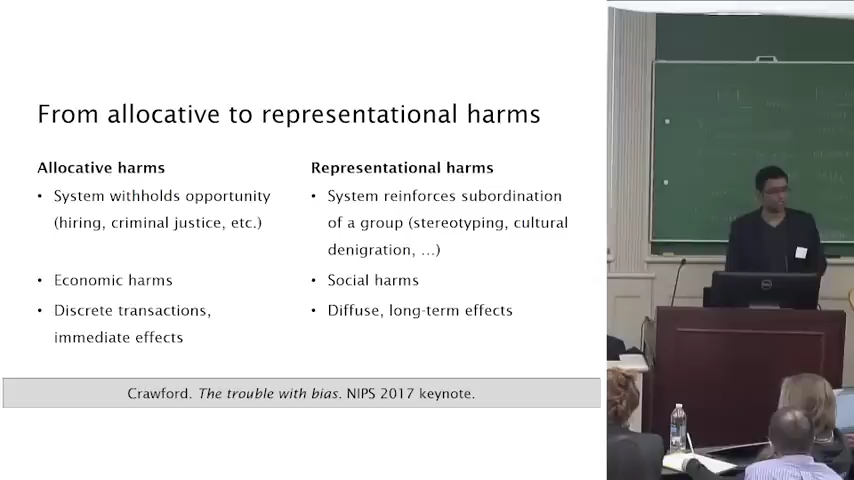 From allocative to representational harms
Allocative harms
• System withholds opportunity
(hiring, criminal justice, etc.)
• Economic harms
• Discrete transactions,
immediate effects
Representational harms
• System reinforces subordination
of a group (stereotyping, cultural
denigration, …)
• Social harms
• Diffuse, long-term effects
Crawford. The trouble with bias. NIPS 2017 keynote.